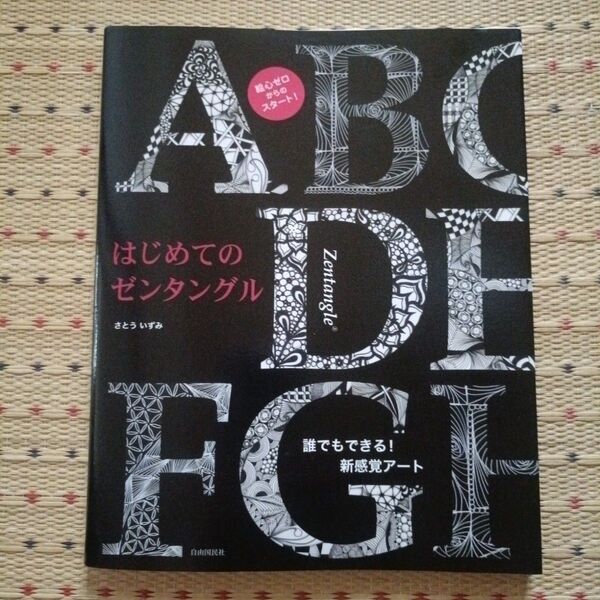 ABC
絵心ゼロ
からの
スタート!
はじめての
ゼンタングル
さとう いずみ
Zentangle®
DE
FGH
誰でもできる!
新感覚アート
自由国民社